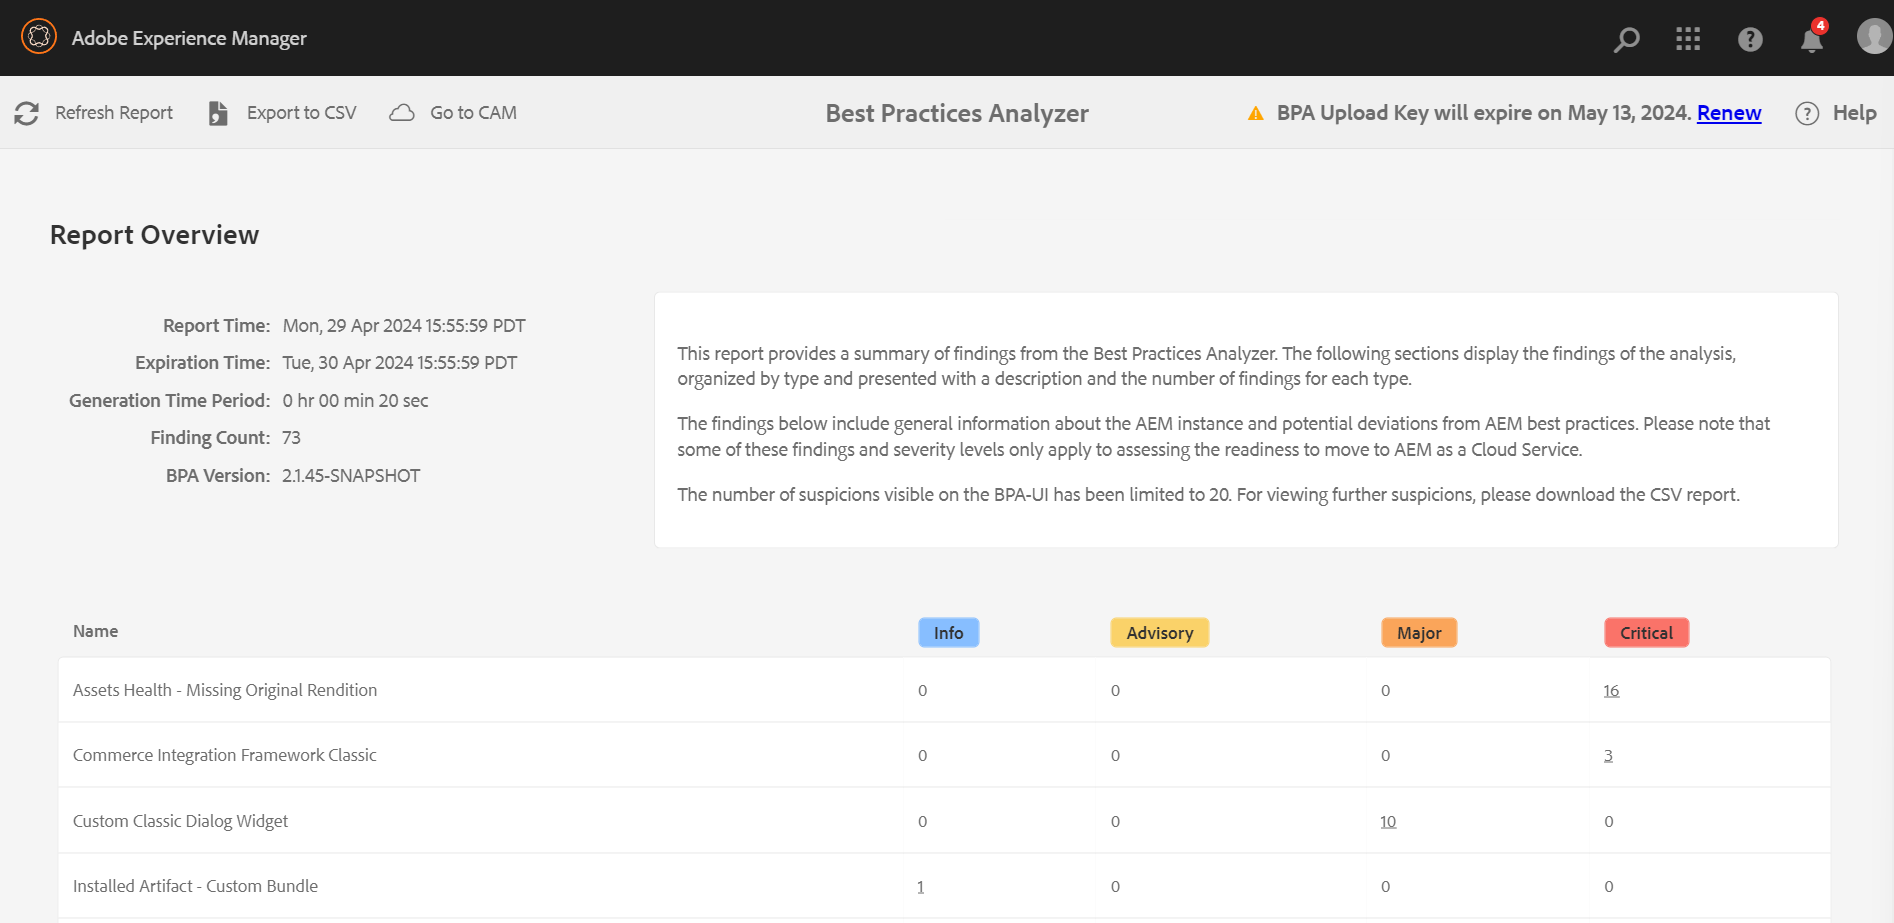 Adobe Experience Manager
4
Refresh Report
Export to CSV
Go to CAM
Best Practices Analyzer
BPA Upload Key will expire on May 13, 2024. Renew
? Help
Report Overview
Report Time: Mon, 29 Apr 2024 15:55:59 PDT
Expiration Time: Tue, 30 Apr 2024 15:55:59 PDT
Generation Time Period: 0 hr 00 min 20 sec
Finding Count: 73
BPA Version: 2.1.45-SNAPSHOT
This report provides a summary of findings from the Best Practices Analyzer. The following sections display the findings of the analysis,
organized by type and presented with a description and the number of findings for each type.
The findings below include general information about the AEM instance and potential deviations from AEM best practices. Please note that
some of these findings and severity levels only apply to assessing the readiness to move to AEM as a Cloud Service.
The number of suspicions visible on the BPA-UI has been limited to 20. For viewing further suspicions, please download the CSV report.
Name Info Advisory Major Critical
Assets Health - Missing Original Rendition 0 0 0 16
Commerce Integration Framework Classic 0 0 0 3
Custom Classic Dialog Widget 0 0 10 0
Installed Artifact - Custom Bundle 1 0 0 0